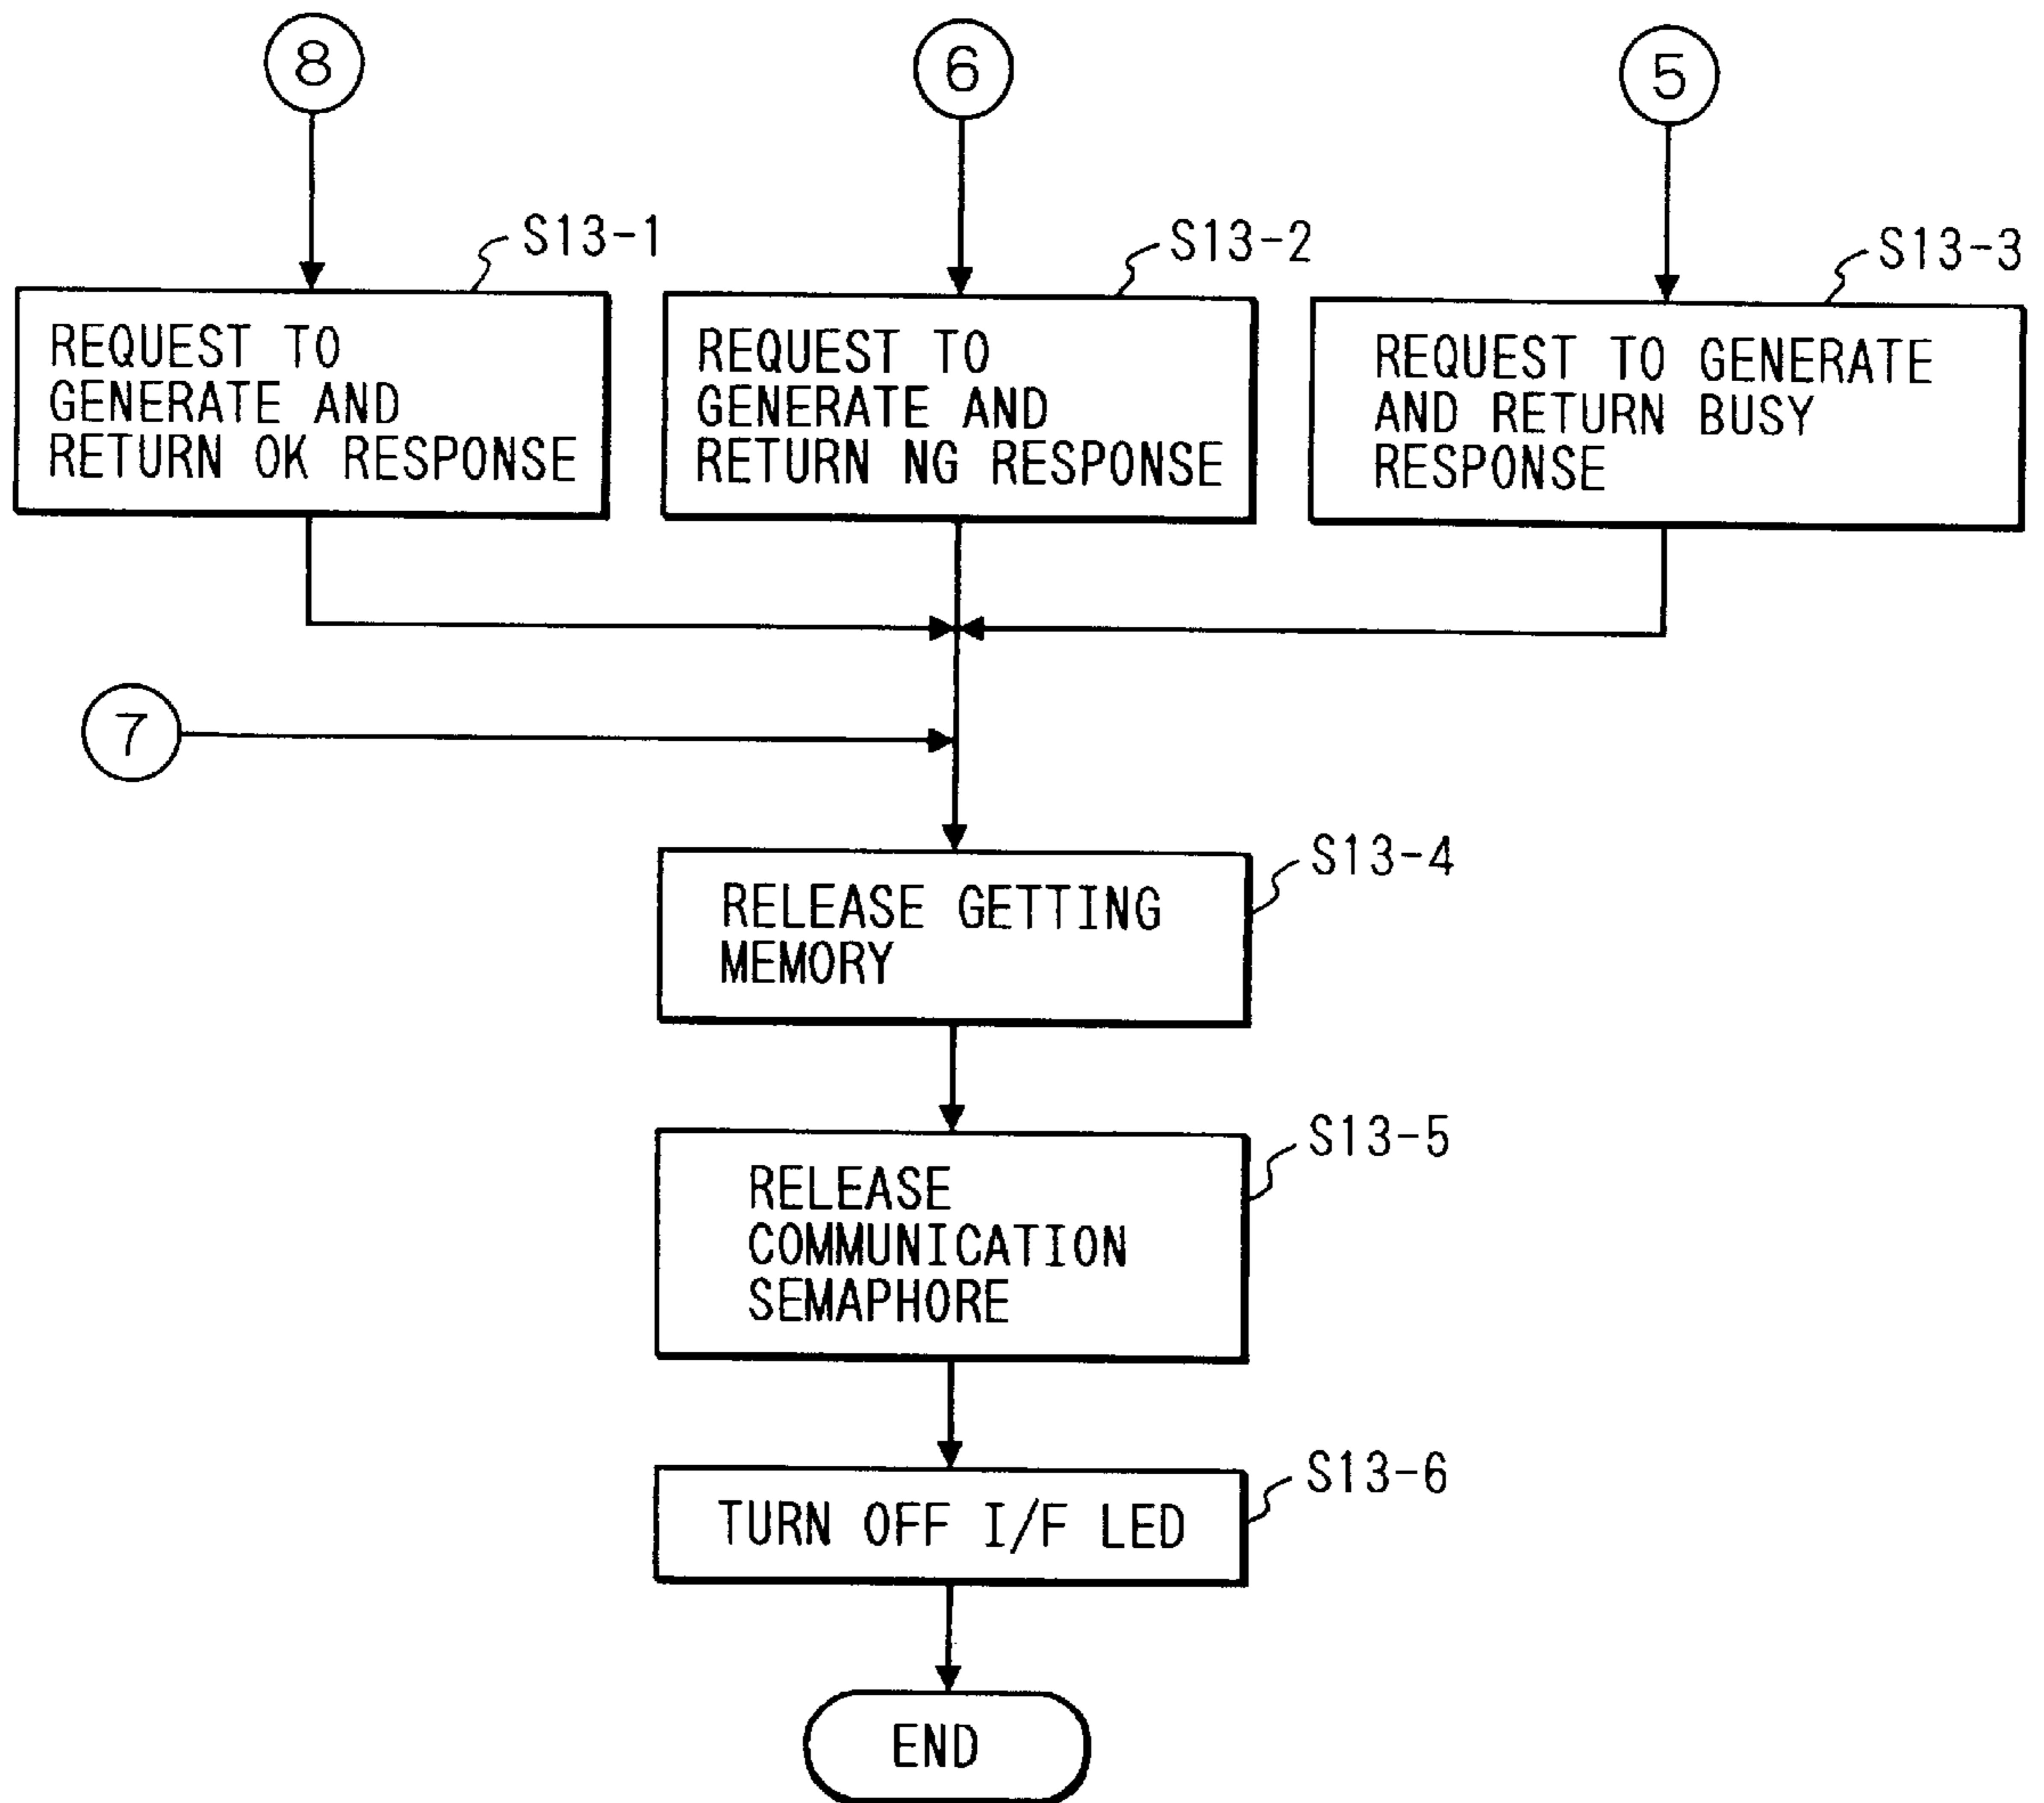 8
6
5
S13-1
S13-2
S13-3
REQUEST TO
GENERATE AND
RETURN OK RESPONSE
REQUEST TO
GENERATE AND
RETURN NG RESPONSE
REQUEST TO GENERATE
AND RETURN BUSY
RESPONSE
7
S13-4
RELEASE GETTING
MEMORY
S13-5
RELEASE
COMMUNICATION
SEMAPHORE
S13-6
TURN OFF I/F LED
END